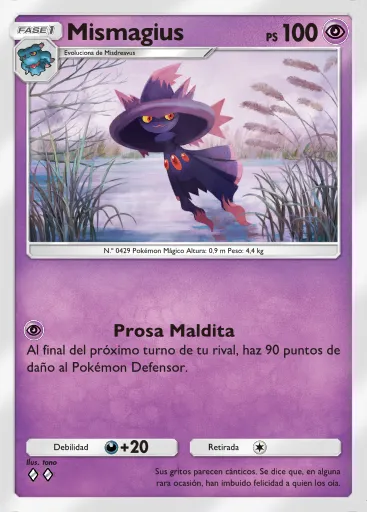 FASE 1
Mismagius
PS 100
Evoluciona de Misdreavus
N.º 0429 Pokémon Mágico Altura: 0.9 m Peso: 4,4 kg
Prosa Maldita
Al final del próximo turno de tu rival, haz 90 puntos de
daño al Pokémon Defensor.
Debilidad +20 Retirada
Ilus. tono
Sus gritos parecen cánticos. Se dice que, en alguna
rara ocasión, han imbuido felicidad a quien los oía.